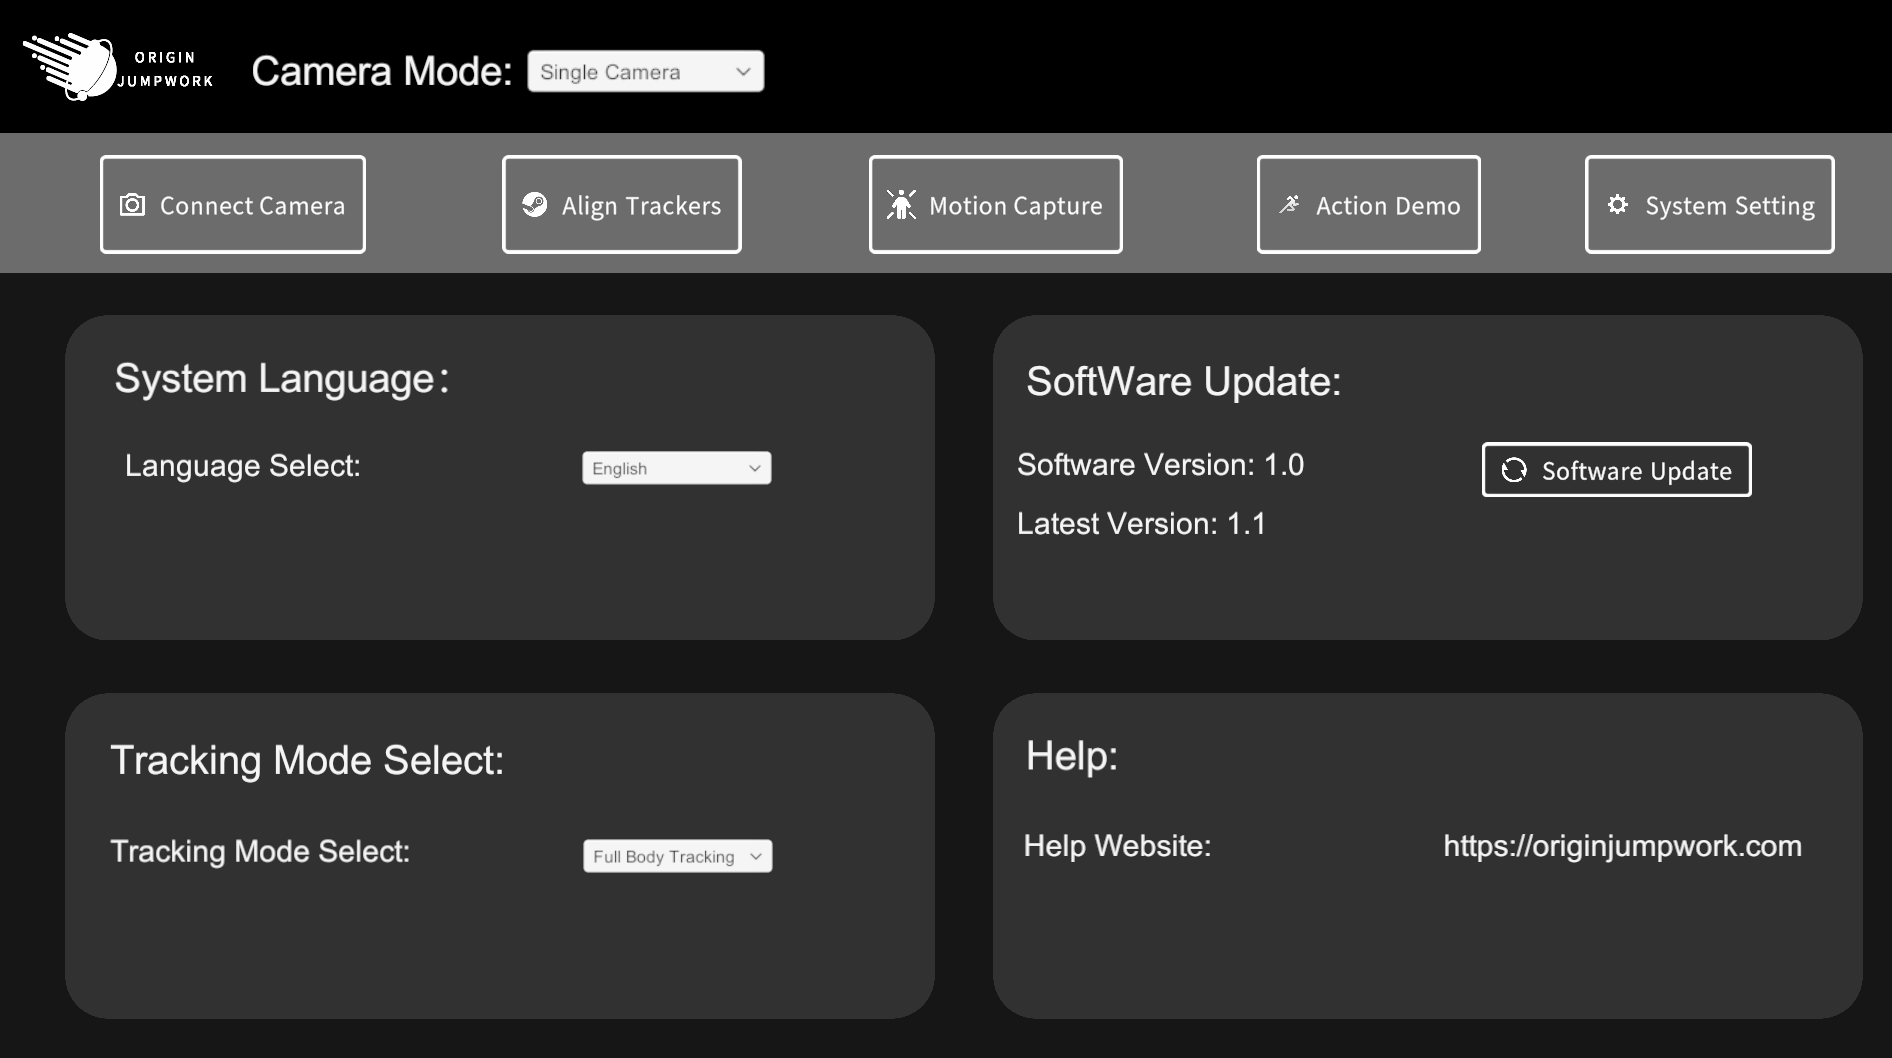 ORIGIN
JUMPWORK
Camera Mode: Single Camera
Connect Camera
Align Trackers
Motion Capture
Action Demo
System Setting
System Language:
Language Select: English
SoftWare Update:
Software Version: 1.0
Software Update
Latest Version: 1.1
Tracking Mode Select:
Tracking Mode Select: Full Body Tracking
Help:
Help Website: https://originjumpwork.com